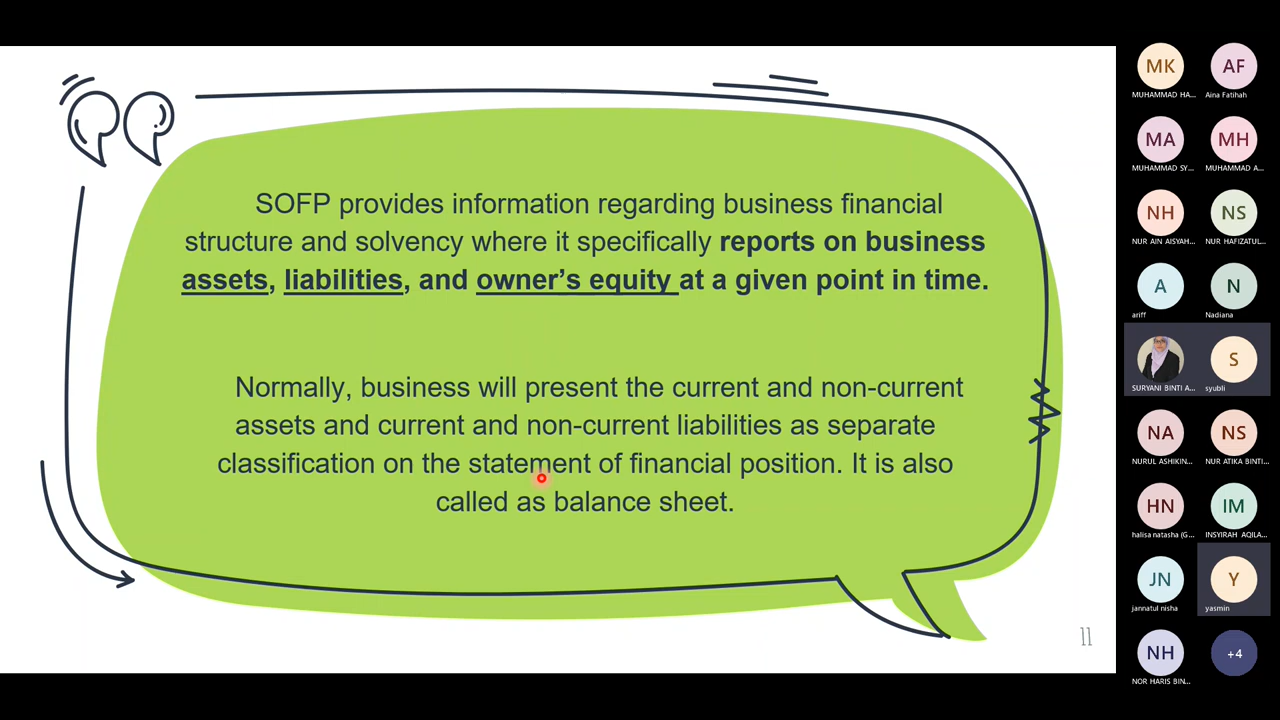 SOFP provides information regarding business financial
structure and solvency where it specifically reports on business
assets, liabilities, and owner's equity at a given point in time.
Normally, business will present the current and non-current
assets and current and non-current liabilities as separate
classification on the statement of financial position. It is also
called as balance sheet.
11
MK
AF
MUHAMMAD HA...
Aina Fatihah
MA
MH
MUHAMMAD SY...
MUHAMMAD A...
NH
NS
NUR AIN AISYAH...
NUR HAFIZATUL...
A
N
ariff
Nadiana
S
SURYANI BINTI A...
syubli
NA
NS
NURUL ASHIKIN...
NUR ATIKA BINTI...
HN
IM
halisa natasha (G...
INSYIRAH AQILA...
JN
Y
jannatul nisha
yasmin
NH
+4
NOR HARIS BIN...